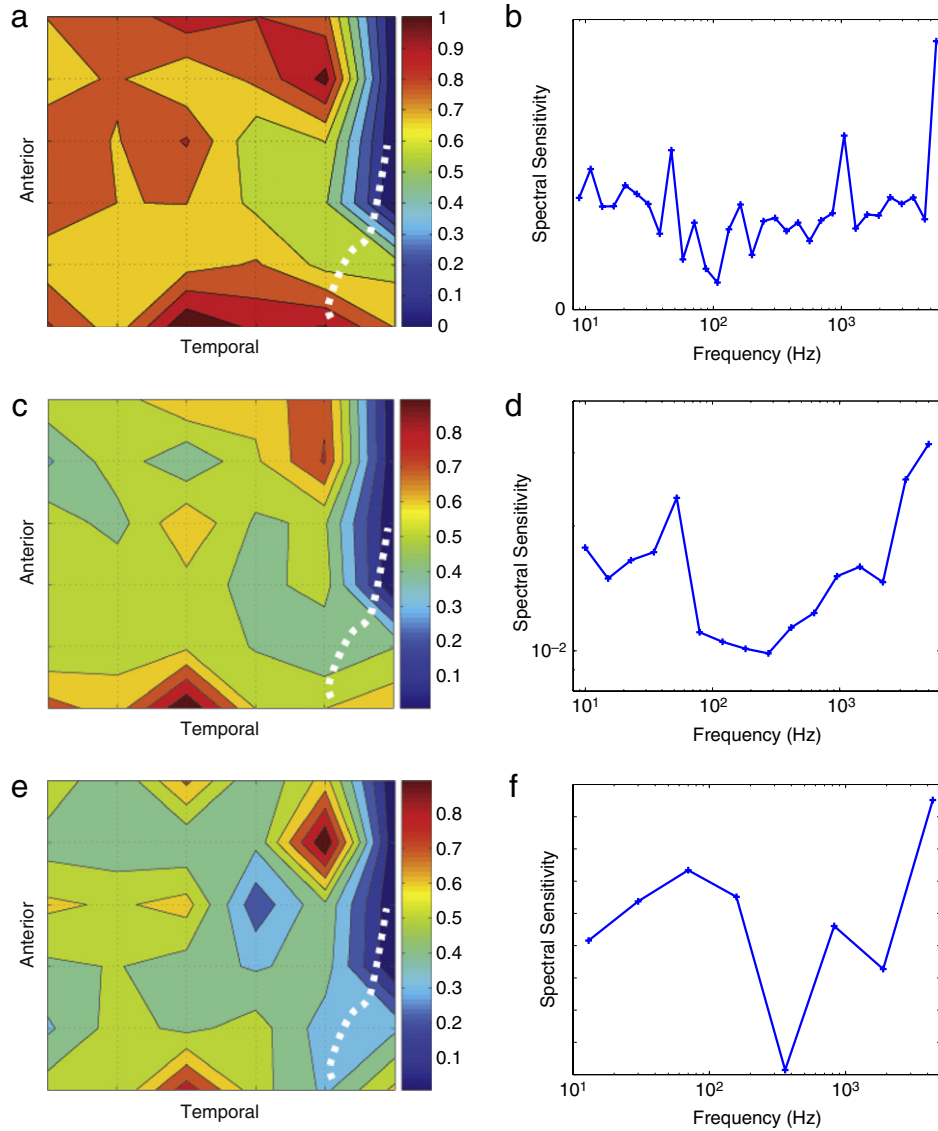 a
Anterior
Temporal
1
0.9
0.8
0.7
0.6
0.5
0.4
0.3
0.2
0.1
0
b
Spectral Sensitivity
0
10¹ 10² 10³
Frequency (Hz)
c
Anterior
Temporal
0.8
0.7
0.6
0.5
0.4
0.3
0.2
0.1
d
Spectral Sensitivity
10⁻²
10¹ 10² 10³
Frequency (Hz)
e
Anterior
Temporal
0.8
0.7
0.6
0.5
0.4
0.3
0.2
0.1
f
Spectral Sensitivity
10¹ 10² 10³
Frequency (Hz)